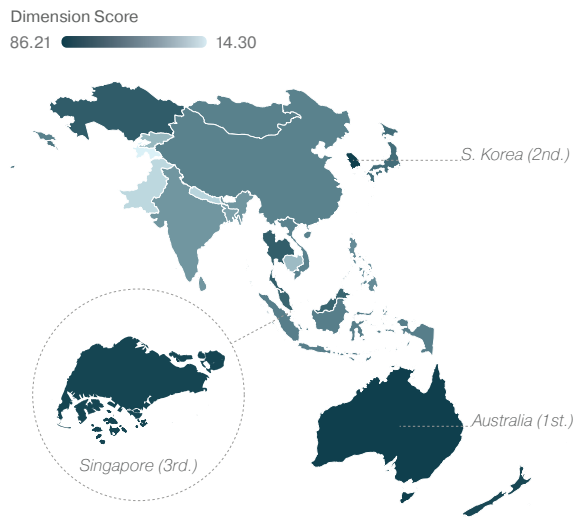 Dimension Score
86.21 14.30
S. Korea (2nd.)
Australia (1st.)
Singapore (3rd.)